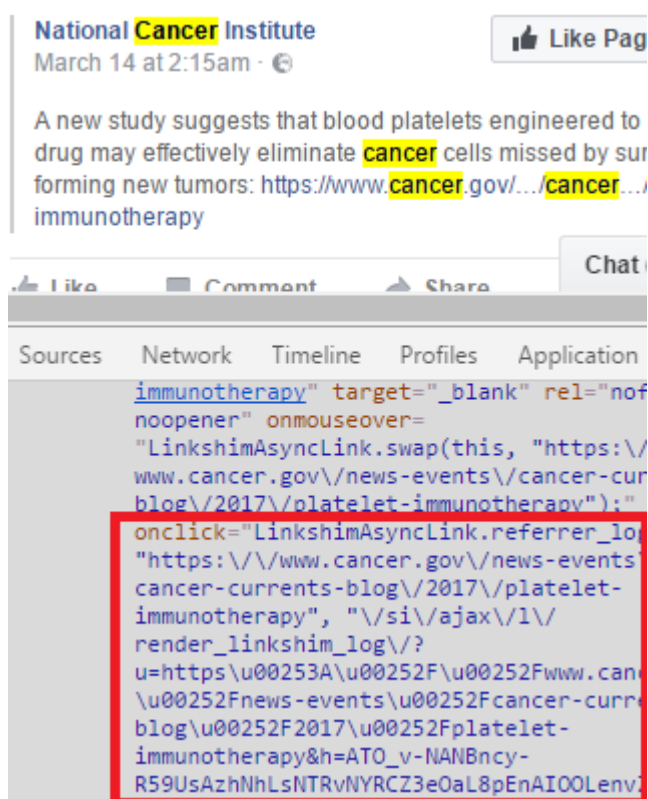 National Cancer Institute
Like Pag
March 14 at 2:15am ·
A new study suggests that blood platelets engineered to
drug may effectively eliminate cancer cells missed by sur
forming new tumors: https://www.cancer.gov/.../cancer.../
immunotherapy
Like Comment Share
Chat
Sources Network Timeline Profiles Application
immunotherapy" target="_blank" rel="nof
noopener" onmouseover=
"LinkshimAsyncLink.swap(this, "https:\/
www.cancer.gov\/news-events\/cancer-cur
blog\/2017\/platelet-immunotherapy");"
onclick="LinkshimAsyncLink.referrer_log
"https:\/\/www.cancer.gov\/news-events\
cancer-currents-blog\/2017\/platelet-
immunotherapy", "\/si\/ajax\/l\/
render_linkshim_log\/?
u=https\u00253A\u00252F\u00252Fwww.canc
\u00252Fnews-events\u00252Fcancer-curre
blog\u00252F2017\u00252Fplatelet-
immunotherapy&h=ATO_v-NANBncy-
R59UsAzhNhLsNTRvNYRCZ3eOaL8pEnAIOOLenvZ